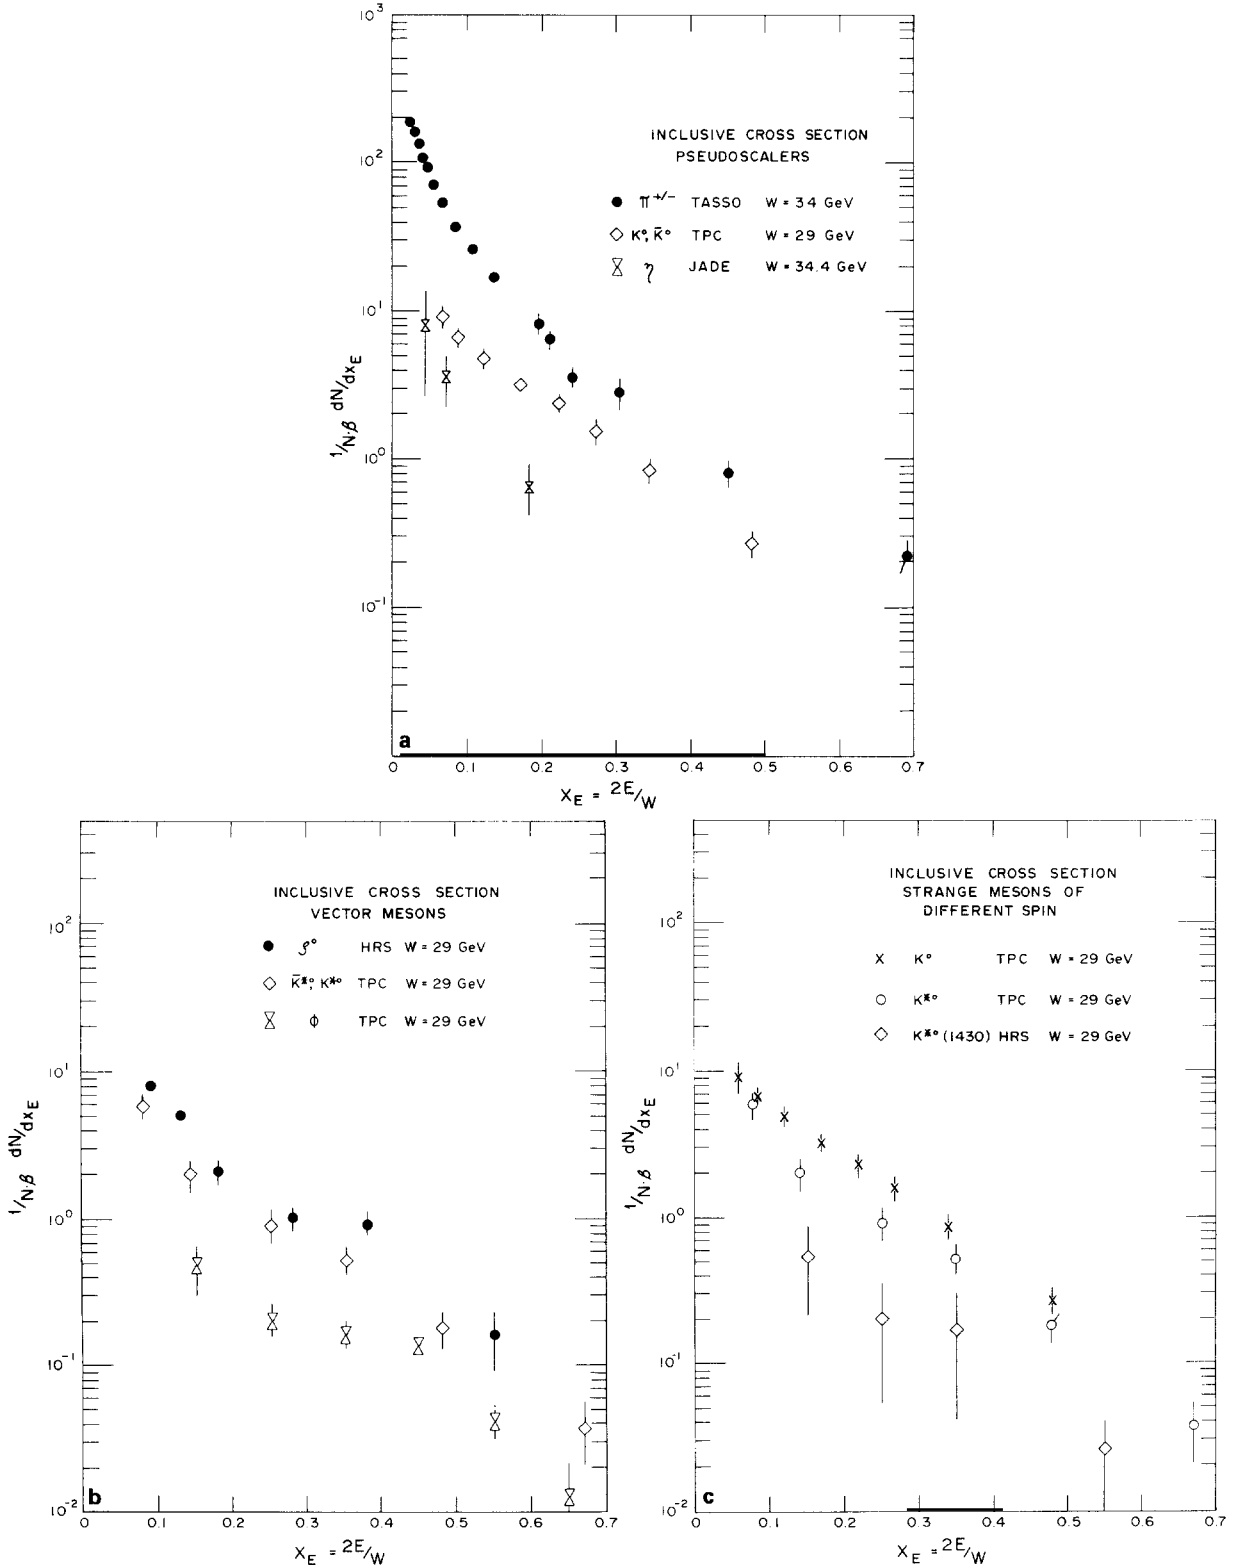 10³
10²
10¹
10⁰
10⁻¹
1/N·β dN/dx_E
INCLUSIVE CROSS SECTION
PSEUDOSCALERS
π+/− TASSO W = 34 GeV
K°, K̄° TPC W = 29 GeV
η JADE W = 34.4 GeV
a
0 0.1 0.2 0.3 0.4 0.5 0.6 0.7
X_E = 2E/W
10²
10¹
10⁰
10⁻¹
10⁻²
1/N·β dN/dx_E
INCLUSIVE CROSS SECTION
VECTOR MESONS
ρ° HRS W = 29 GeV
K̄*°, K*° TPC W = 29 GeV
ϕ TPC W = 29 GeV
b
0 0.1 0.2 0.3 0.4 0.5 0.6 0.7
X_E = 2E/W
10²
10¹
10⁰
10⁻¹
10⁻²
1/N·β dN/dx_E
INCLUSIVE CROSS SECTION
STRANGE MESONS OF
DIFFERENT SPIN
K° TPC W = 29 GeV
K*° TPC W = 29 GeV
K*° (1430) HRS W = 29 GeV
c
0 0.1 0.2 0.3 0.4 0.5 0.6 0.7
X_E = 2E/W